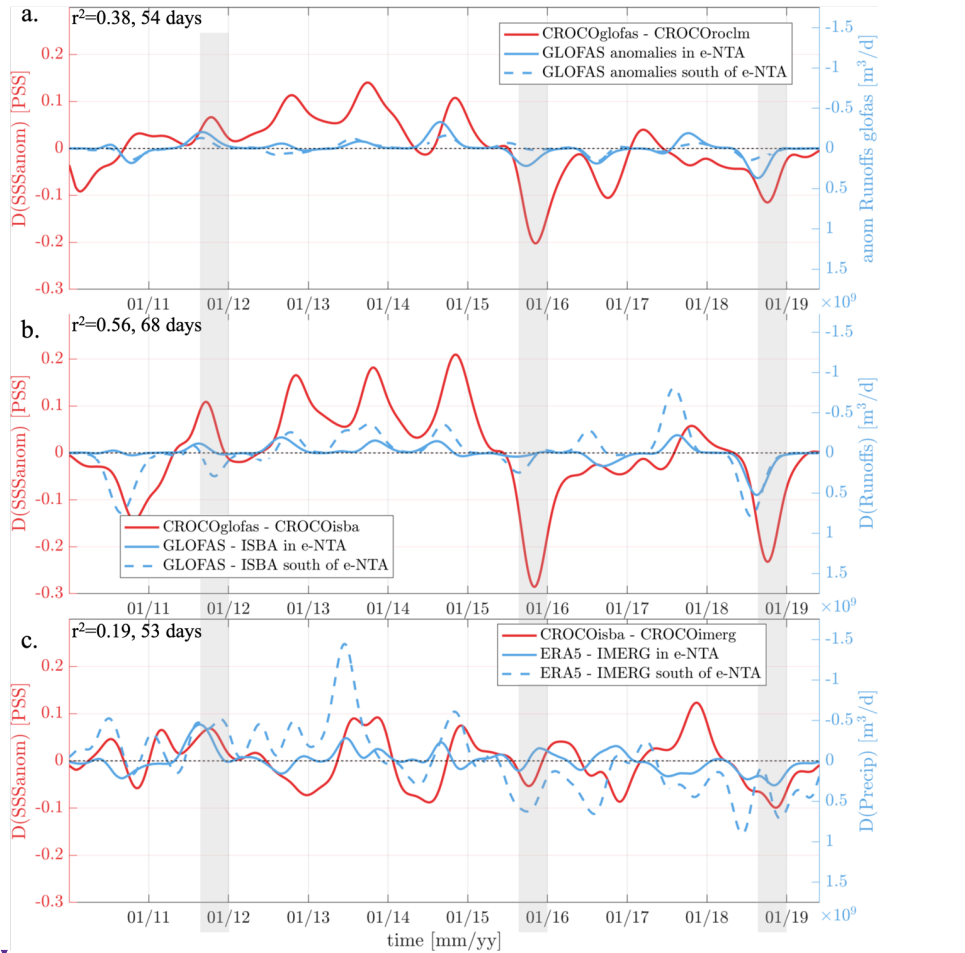 a.
r²=0.38, 54 days
CROCOglofas - CROCOroclm
GLOFAS anomalies in e-NTA
GLOFAS anomalies south of e-NTA
D(SSSanom) [PSS]
0.2
0.1
0
-0.1
-0.2
-0.3
-1.5
-1
-0.5
0
0.5
1
1.5
anom Runoffs glofas [m³/d]
01/11 01/12 01/13 01/14 01/15 01/16 01/17 01/18 01/19
×10⁹
b.
r²=0.56, 68 days
D(SSSanom) [PSS]
0.2
0.1
0
-0.1
-0.2
-0.3
CROCOglofas - CROCOisba
GLOFAS - ISBA in e-NTA
GLOFAS - ISBA south of e-NTA
-1.5
-1
-0.5
0
0.5
1
1.5
D(Runoffs) [m³/d]
01/11 01/12 01/13 01/14 01/15 01/16 01/17 01/18 01/19
×10⁹
c.
r²=0.19, 53 days
CROCOisba - CROCOimerg
ERA5 - IMERG in e-NTA
ERA5 - IMERG south of e-NTA
D(SSSanom) [PSS]
0.2
0.1
0
-0.1
-0.2
-0.3
-1.5
-1
-0.5
0
0.5
1
1.5
D(Precip) [m³/d]
01/11 01/12 01/13 01/14 01/15 01/16 01/17 01/18 01/19
×10⁹
time [mm/yy]